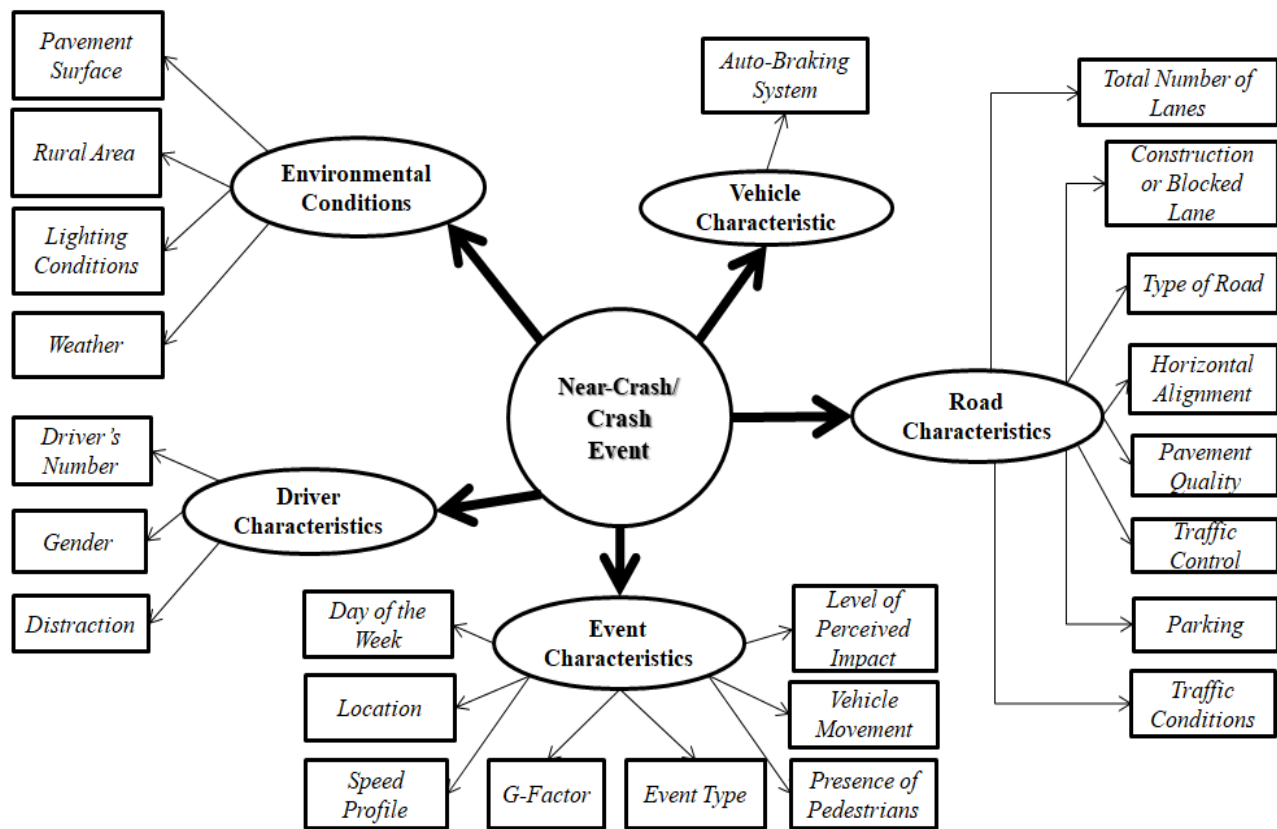 Pavement
Surface
Rural Area
Lighting
Conditions
Weather
Environmental
Conditions
Auto-Braking
System
Vehicle
Characteristic
Near-Crash/
Crash
Event
Total Number of
Lanes
Construction
or Blocked
Lane
Type of Road
Horizontal
Alignment
Pavement
Quality
Traffic
Control
Parking
Traffic
Conditions
Road
Characteristics
Driver’s
Number
Gender
Distraction
Driver
Characteristics
Event
Characteristics
Day of the
Week
Location
Speed
Profile
G-Factor
Event Type
Level of
Perceived
Impact
Vehicle
Movement
Presence of
Pedestrians